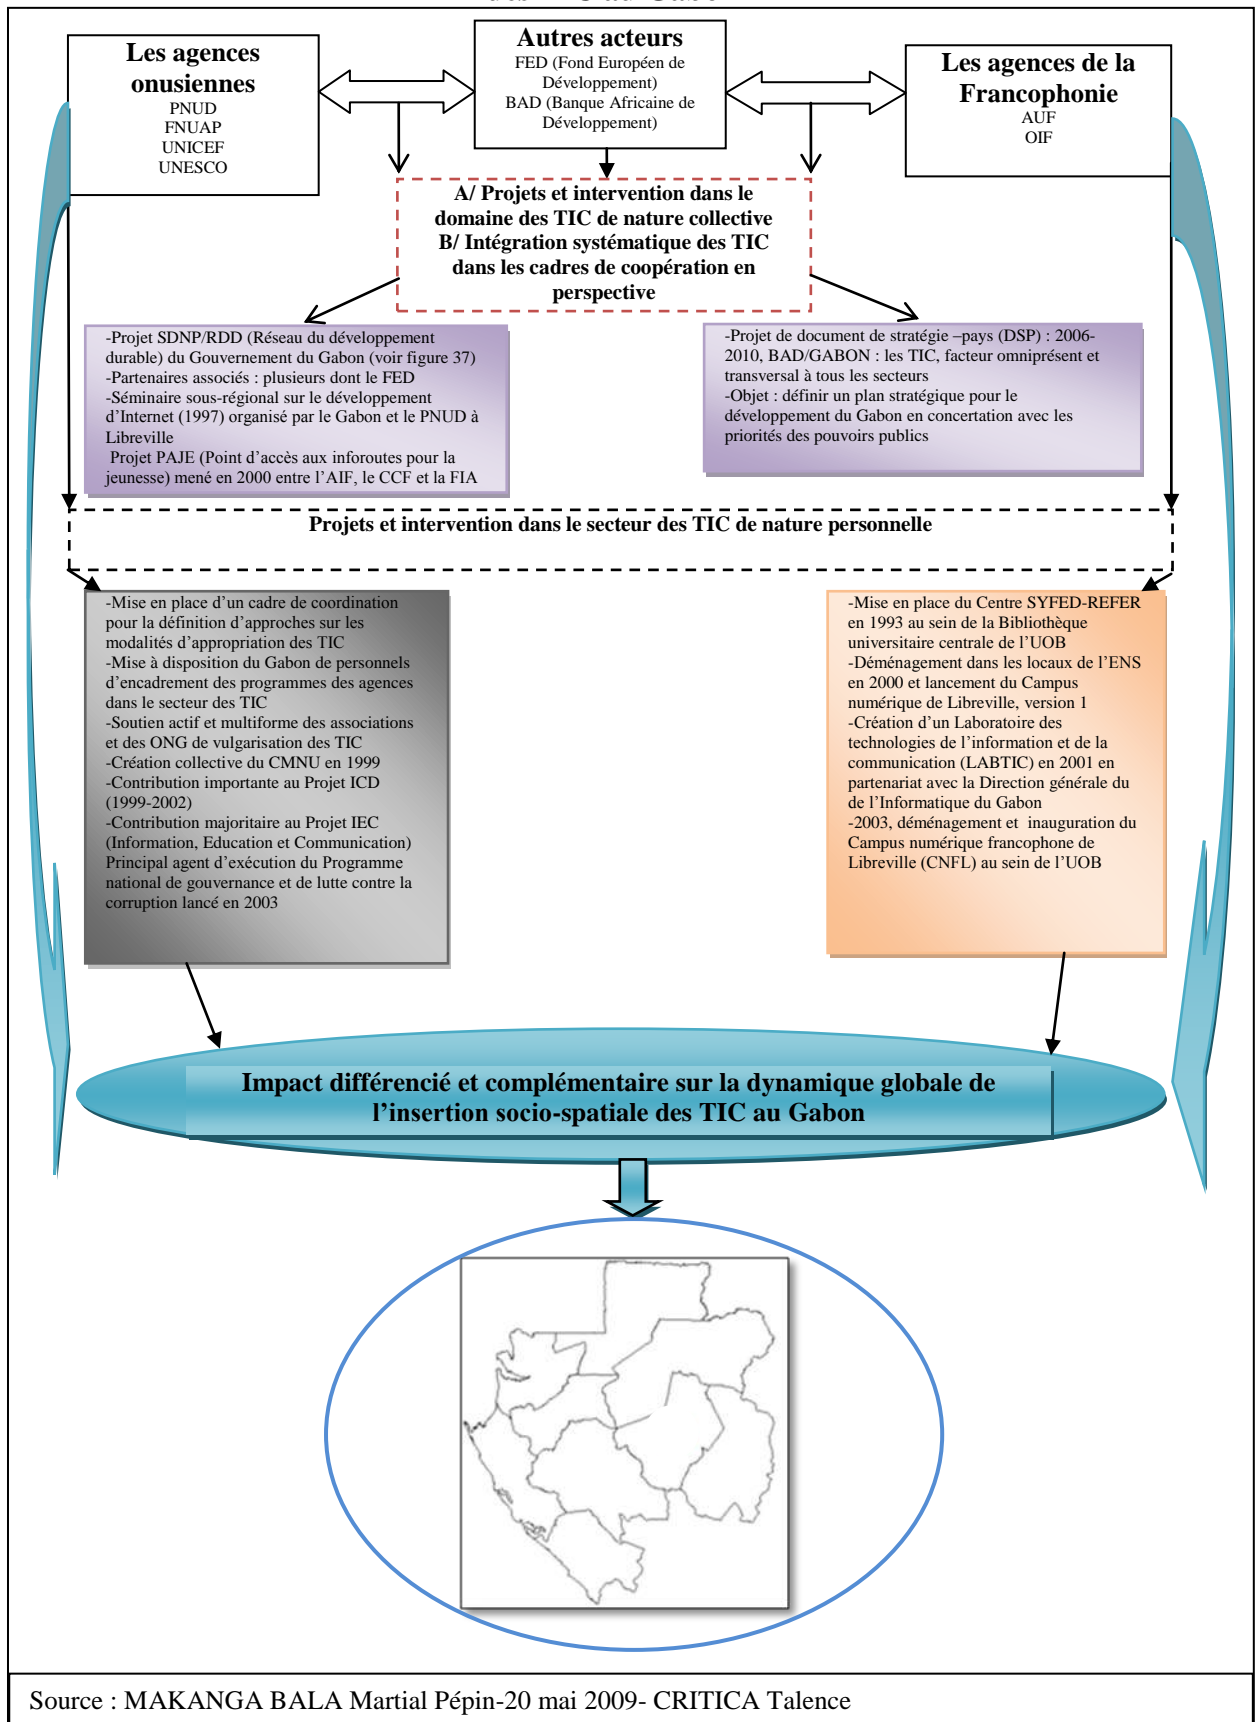 des TIC au Gabon
Les agences
onusiennes
PNUD
FNUAP
UNICEF
UNESCO
Autres acteurs
FED (Fond Européen de
Développement)
BAD (Banque Africaine de
Développement)
Les agences de la
Francophonie
AUF
OIF
A/ Projets et intervention dans le
domaine des TIC de nature collective
B/ Intégration systématique des TIC
dans les cadres de coopération en
perspective
-Projet SDNP/RDD (Réseau du développement
durable) du Gouvernement du Gabon (voir figure 37)
-Partenaires associés : plusieurs dont le FED
-Séminaire sous-régional sur le développement
d’Internet (1997) organisé par le Gabon et le PNUD à
Libreville
Projet PAJE (Point d’accès aux inforoutes pour la
jeunesse) mené en 2000 entre l’AIF, le CCF et la FIA
-Projet de document de stratégie –pays (DSP) : 2006-
2010, BAD/GABON : les TIC, facteur omniprésent et
transversal à tous les secteurs
-Objet : définir un plan stratégique pour le
développement du Gabon en concertation avec les
priorités des pouvoirs publics
Projets et intervention dans le secteur des TIC de nature personnelle
-Mise en place d’un cadre de coordination
pour la définition d’approches sur les
modalités d’appropriation des TIC
-Mise à disposition du Gabon de personnels
d’encadrement des programmes des agences
dans le secteur des TIC
-Soutien actif et multiforme des associations
et des ONG de vulgarisation des TIC
-Création collective du CMNU en 1999
-Contribution importante au Projet ICD
(1999-2002)
-Contribution majoritaire au Projet IEC
(Information, Education et Communication)
Principal agent d’exécution du Programme
national de gouvernance et de lutte contre la
corruption lancé en 2003
-Mise en place du Centre SYFED-REFER
en 1993 au sein de la Bibliothèque
universitaire centrale de l’UOB
-Déménagement dans les locaux de l’ENS
en 2000 et lancement du Campus
numérique de Libreville, version 1
-Création d’un Laboratoire des
technologies de l’information et de la
communication (LABTIC) en 2001 en
partenariat avec la Direction générale du
de l’Informatique du Gabon
-2003, déménagement et inauguration du
Campus numérique francophone de
Libreville (CNFL) au sein de l’UOB
Impact différencié et complémentaire sur la dynamique globale de
l’insertion socio-spatiale des TIC au Gabon
Source : MAKANGA BALA Martial Pépin-20 mai 2009- CRITICA Talence